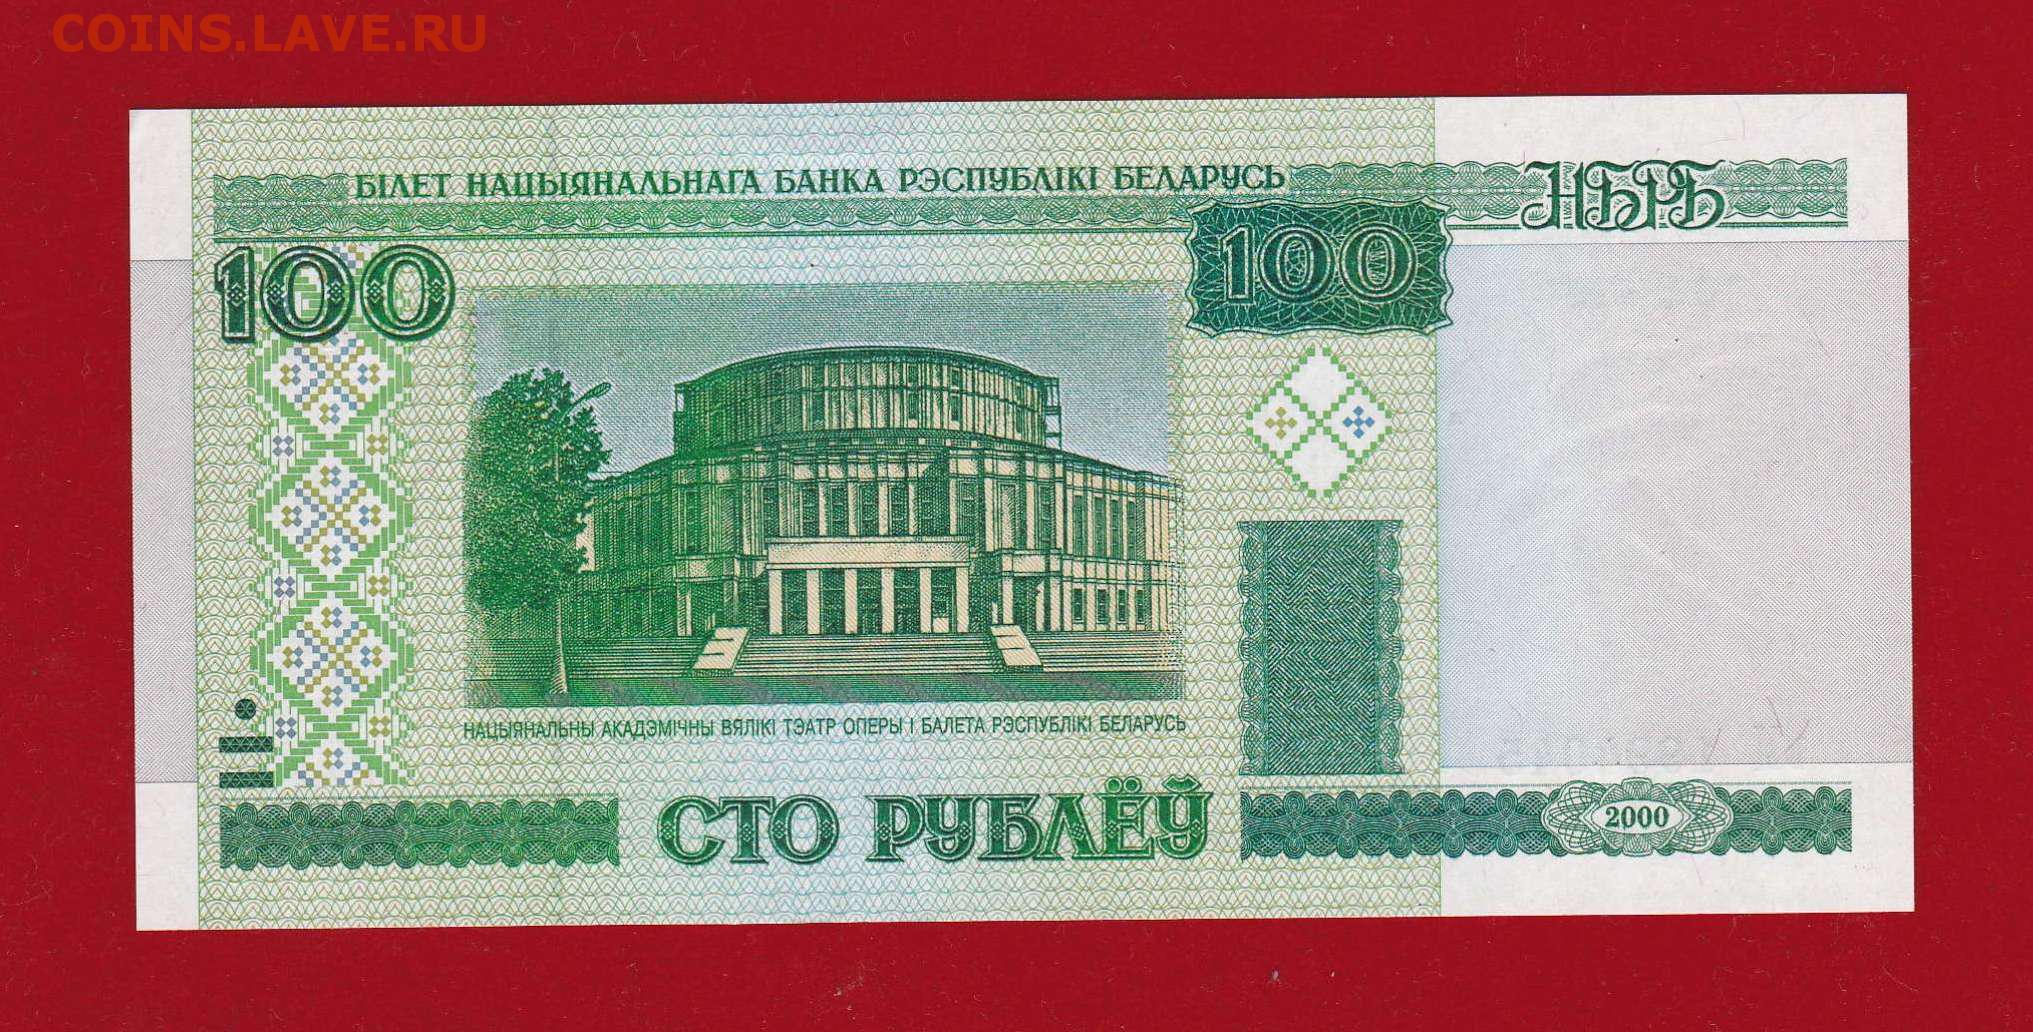 COINS.LAVE.RU
БІЛЕТ НАЦЫЯНАЛЬНАГА БАНКА РЭСПУБЛІКІ БЕЛАРУСЬ
НБРБ
100
100
НАЦЫЯНАЛЬНЫ АКАДЭМІЧНЫ ВЯЛІКІ ТЭАТР ОПЕРЫ І БАЛЕТА РЭСПУБЛІКІ БЕЛАРУСЬ
СТО РУБЛЁЎ
2000